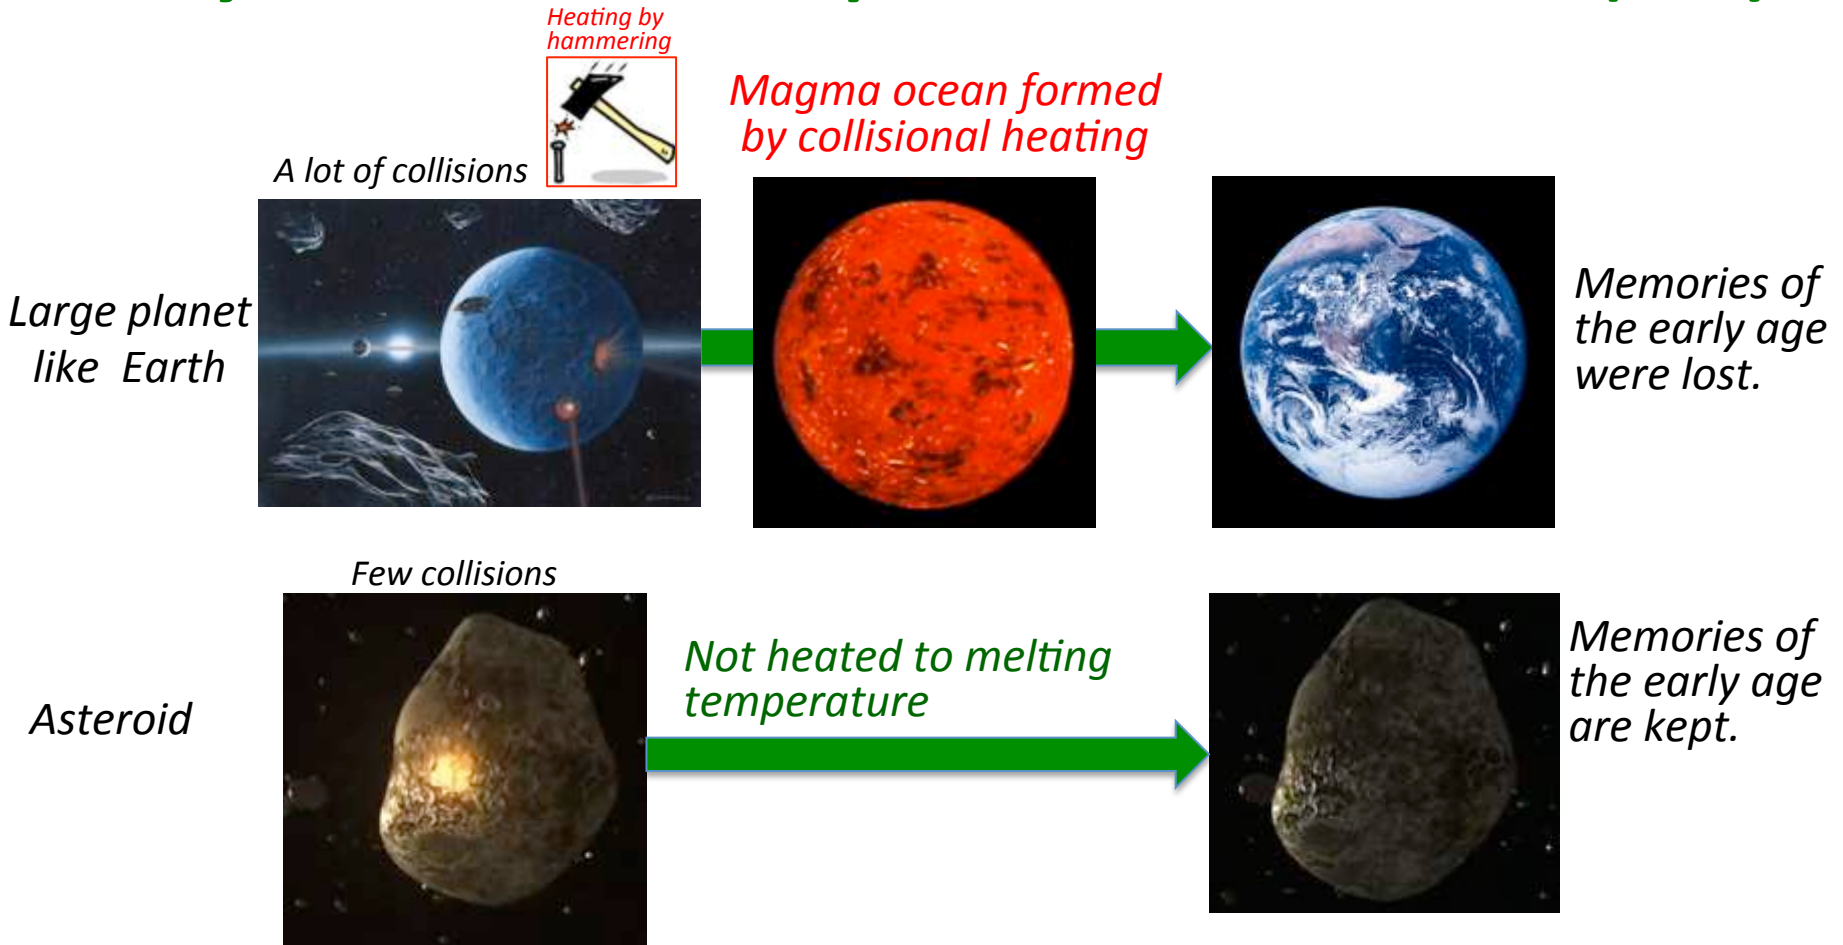 Heating by
hammering
Magma ocean formed
by collisional heating
A lot of collisions
Large planet
like Earth
Memories of
the early age
were lost.
Few collisions
Not heated to melting
temperature
Asteroid
Memories of
the early age
are kept.